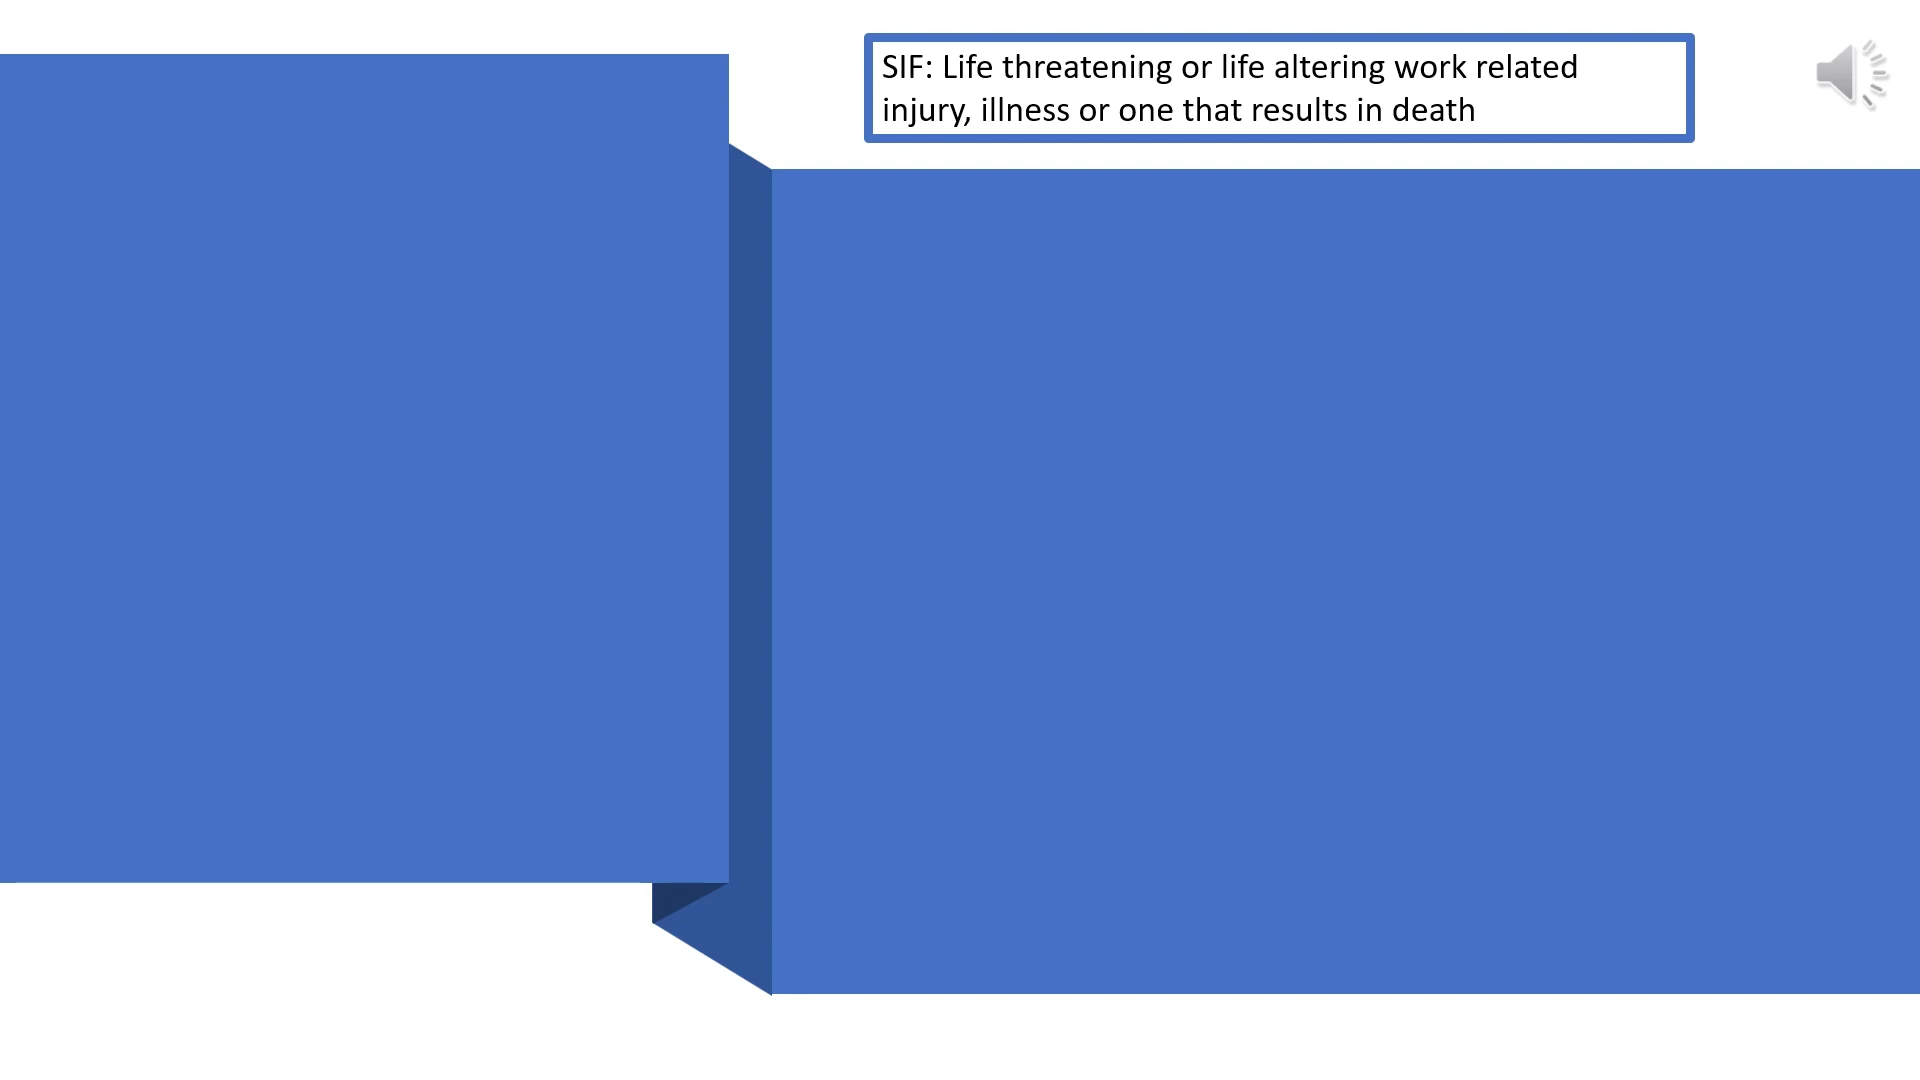 SIF: Life threatening or life altering work related
injury, illness or one that results in death